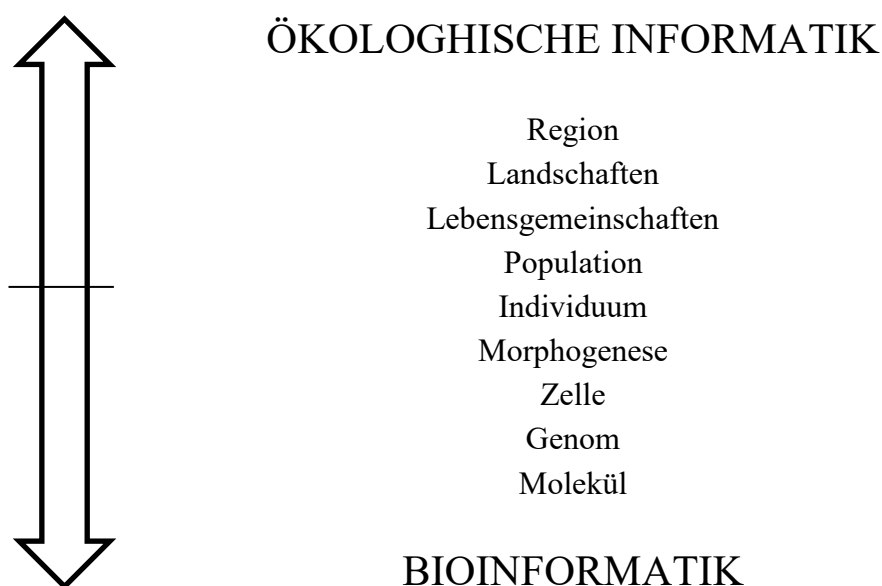 ÖKOLOGHISCHE INFORMATIK
Region
Landschaften
Lebensgemeinschaften
Population
Individuum
Morphogenese
Zelle
Genom
Molekül
BIOINFORMATIK